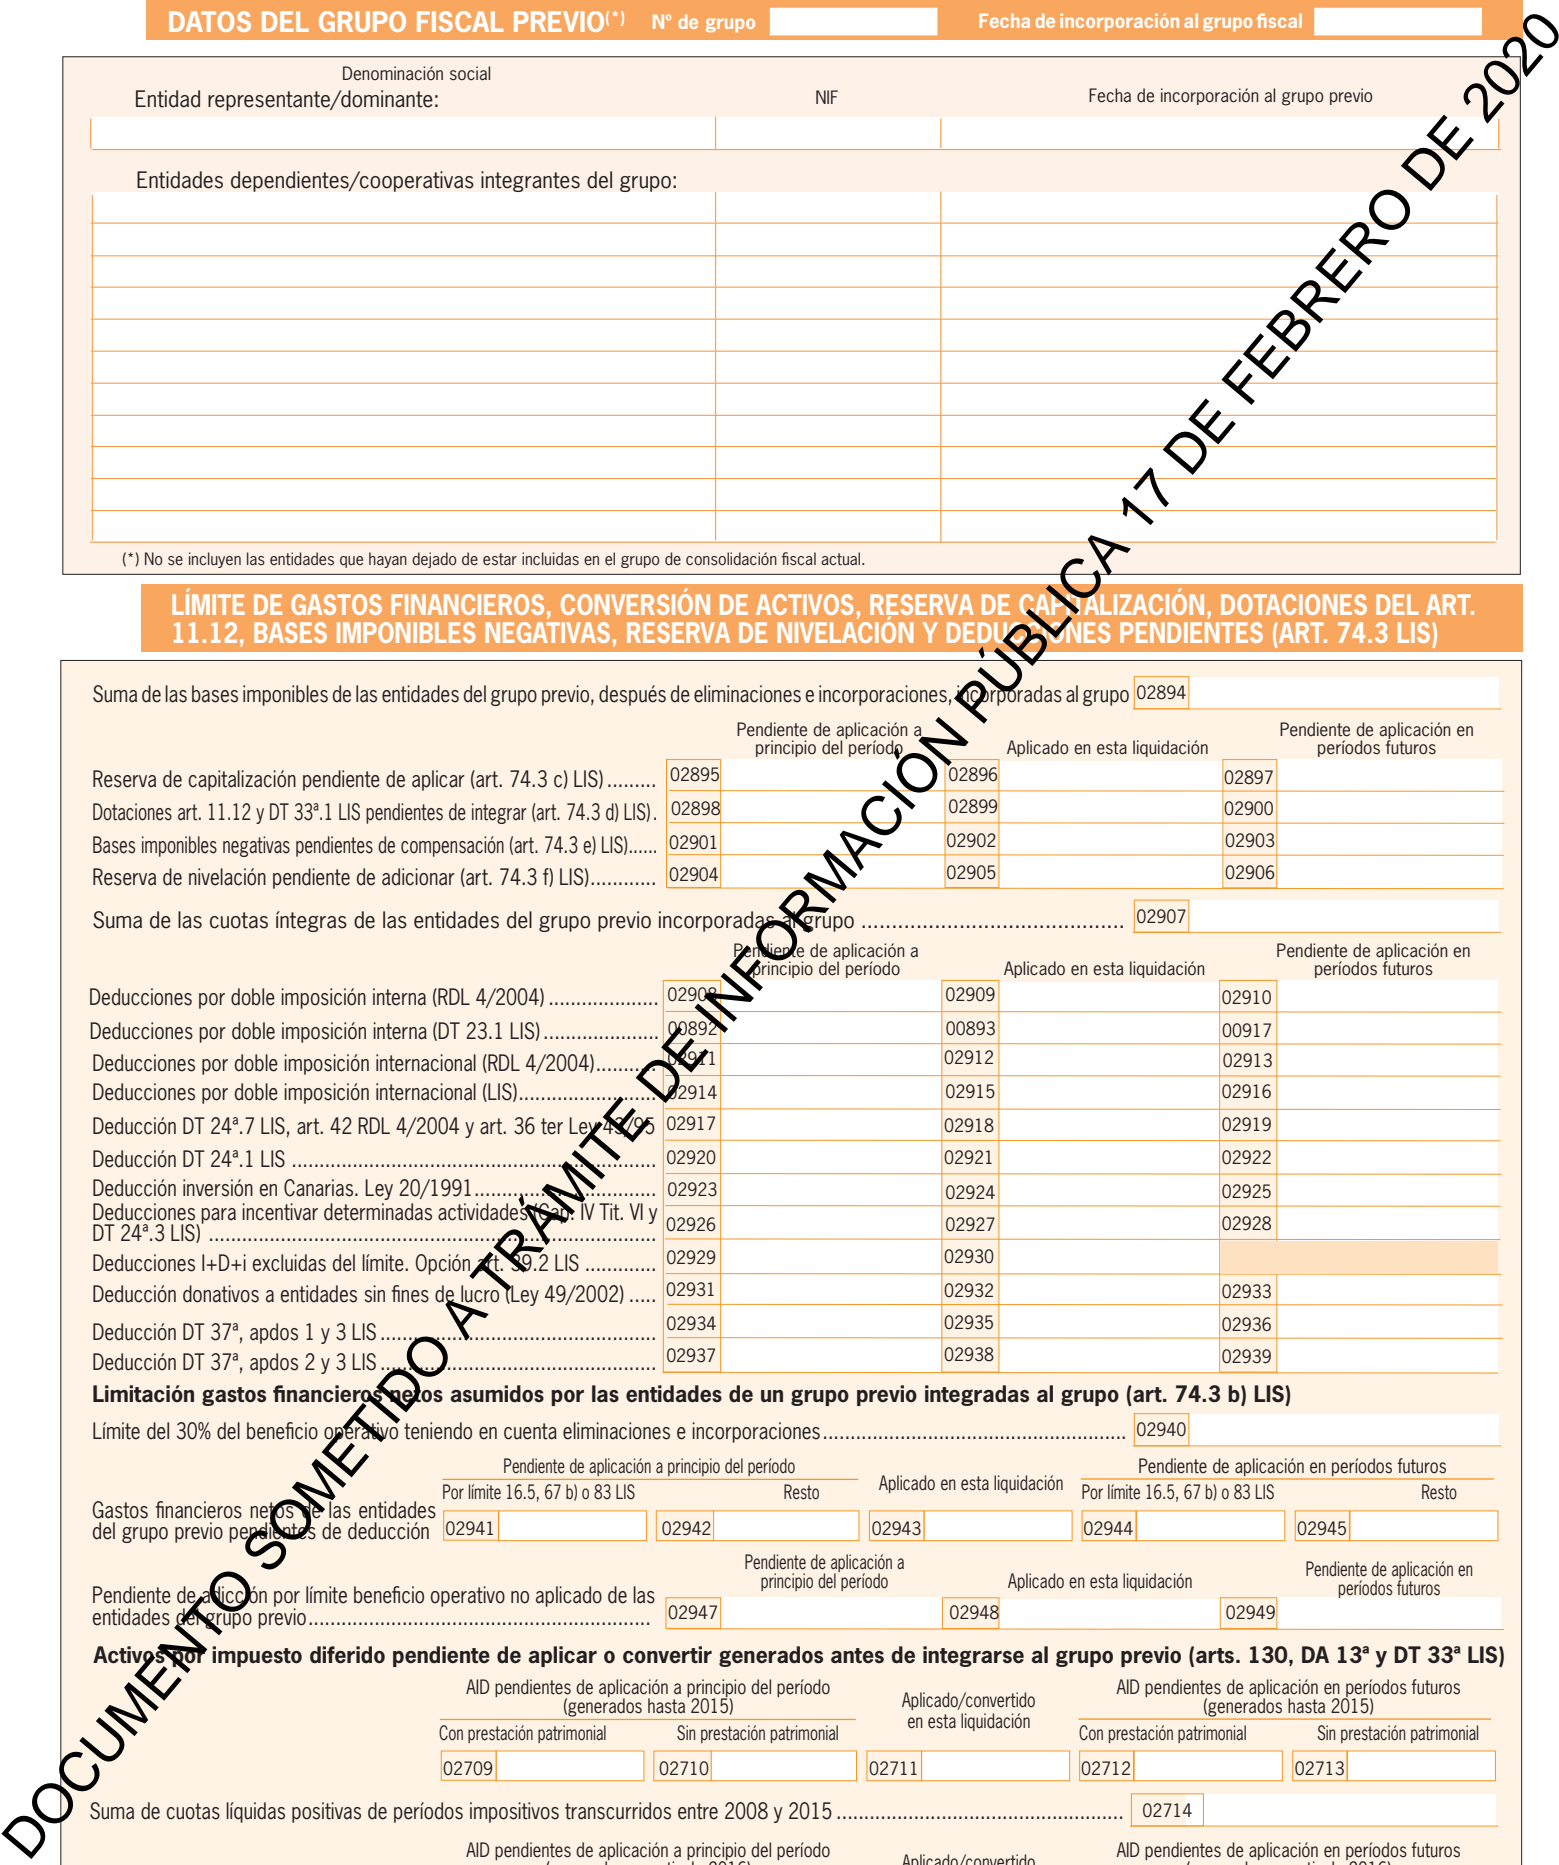 DATOS DEL GRUPO FISCAL PREVIO(*) Nº de grupo Fecha de incorporación al grupo fiscal
Denominación social
Entidad representante/dominante: NIF Fecha de incorporación al grupo previo
Entidades dependientes/cooperativas integrantes del grupo:
(*) No se incluyen las entidades que hayan dejado de estar incluidas en el grupo de consolidación fiscal actual.
LÍMITE DE GASTOS FINANCIEROS, CONVERSIÓN DE ACTIVOS, RESERVA DE CAPITALIZACIÓN, DOTACIONES DEL ART.
11.12, BASES IMPONIBLES NEGATIVAS, RESERVA DE NIVELACIÓN Y DEDUCCIONES PENDIENTES (ART. 74.3 LIS)
Suma de las bases imponibles de las entidades del grupo previo, después de eliminaciones e incorporaciones, incorporadas al grupo 02894
Pendiente de aplicación a principio del período Aplicado en esta liquidación Pendiente de aplicación en períodos futuros
Reserva de capitalización pendiente de aplicar (art. 74.3 c) LIS) ......... 02895 02896 02897
Dotaciones art. 11.12 y DT 33ª.1 LIS pendientes de integrar (art. 74.3 d) LIS). 02898 02899 02900
Bases imponibles negativas pendientes de compensación (art. 74.3 e) LIS)...... 02901 02902 02903
Reserva de nivelación pendiente de adicionar (art. 74.3 f) LIS)............ 02904 02905 02906
Suma de las cuotas íntegras de las entidades del grupo previo incorporadas al grupo ........................................... 02907
Pendiente de aplicación a principio del período Aplicado en esta liquidación Pendiente de aplicación en períodos futuros
Deducciones por doble imposición interna (RDL 4/2004) .................... 02908 02909 02910
Deducciones por doble imposición interna (DT 23.1 LIS)..................... 00892 00893 00917
Deducciones por doble imposición internacional (RDL 4/2004)........... 02911 02912 02913
Deducciones por doble imposición internacional (LIS)......................... 02914 02915 02916
Deducción DT 24ª.7 LIS, art. 42 RDL 4/2004 y art. 36 ter Ley 43/95 02917 02918 02919
Deducción DT 24ª.1 LIS .................................................................. 02920 02921 02922
Deducción inversión en Canarias. Ley 20/1991................................. 02923 02924 02925
Deducciones para incentivar determinadas actividades (Cap. IV Tit. VI y
DT 24ª.3 LIS) .................................................................. 02926 02927 02928
Deducciones I+D+i excluidas del límite. Opción art. 39.2 LIS ............. 02929 02930
Deducción donativos a entidades sin fines de lucro (Ley 49/2002) ..... 02931 02932 02933
Deducción DT 37ª, apdos 1 y 3 LIS .................................................. 02934 02935 02936
Deducción DT 37ª, apdos 2 y 3 LIS .................................................. 02937 02938 02939
Limitación gastos financieros netos asumidos por las entidades de un grupo previo integradas al grupo (art. 74.3 b) LIS)
Límite del 30% del beneficio operativo teniendo en cuenta eliminaciones e incorporaciones....................................................... 02940
Pendiente de aplicación a principio del período Aplicado en esta liquidación Pendiente de aplicación en períodos futuros
Por límite 16.5, 67 b) o 83 LIS Resto Por límite 16.5, 67 b) o 83 LIS Resto
Gastos financieros netos de las entidades
del grupo previo pendientes de deducción 02941 02942 02943 02944 02945
Pendiente de aplicación a principio del período Aplicado en esta liquidación Pendiente de aplicación en períodos futuros
Pendiente de adicción por límite beneficio operativo no aplicado de las
entidades del grupo previo.............................................................. 02947 02948 02949
Activos por impuesto diferido pendiente de aplicar o convertir generados antes de integrarse al grupo previo (arts. 130, DA 13ª y DT 33ª LIS)
AID pendientes de aplicación a principio del período (generados hasta 2015) Aplicado/convertido en esta liquidación AID pendientes de aplicación en períodos futuros (generados hasta 2015)
Con prestación patrimonial Sin prestación patrimonial Con prestación patrimonial Sin prestación patrimonial
02709 02710 02711 02712 02713
Suma de cuotas líquidas positivas de períodos impositivos transcurridos entre 2008 y 2015 .................................................... 02714
AID pendientes de aplicación a principio del período Aplicado/convertido AID pendientes de aplicación en períodos futuros
DOCUMENTO SOMETIDO A TRÁMITE DE INFORMACIÓN PÚBLICA 17 DE FEBRERO DE 2020